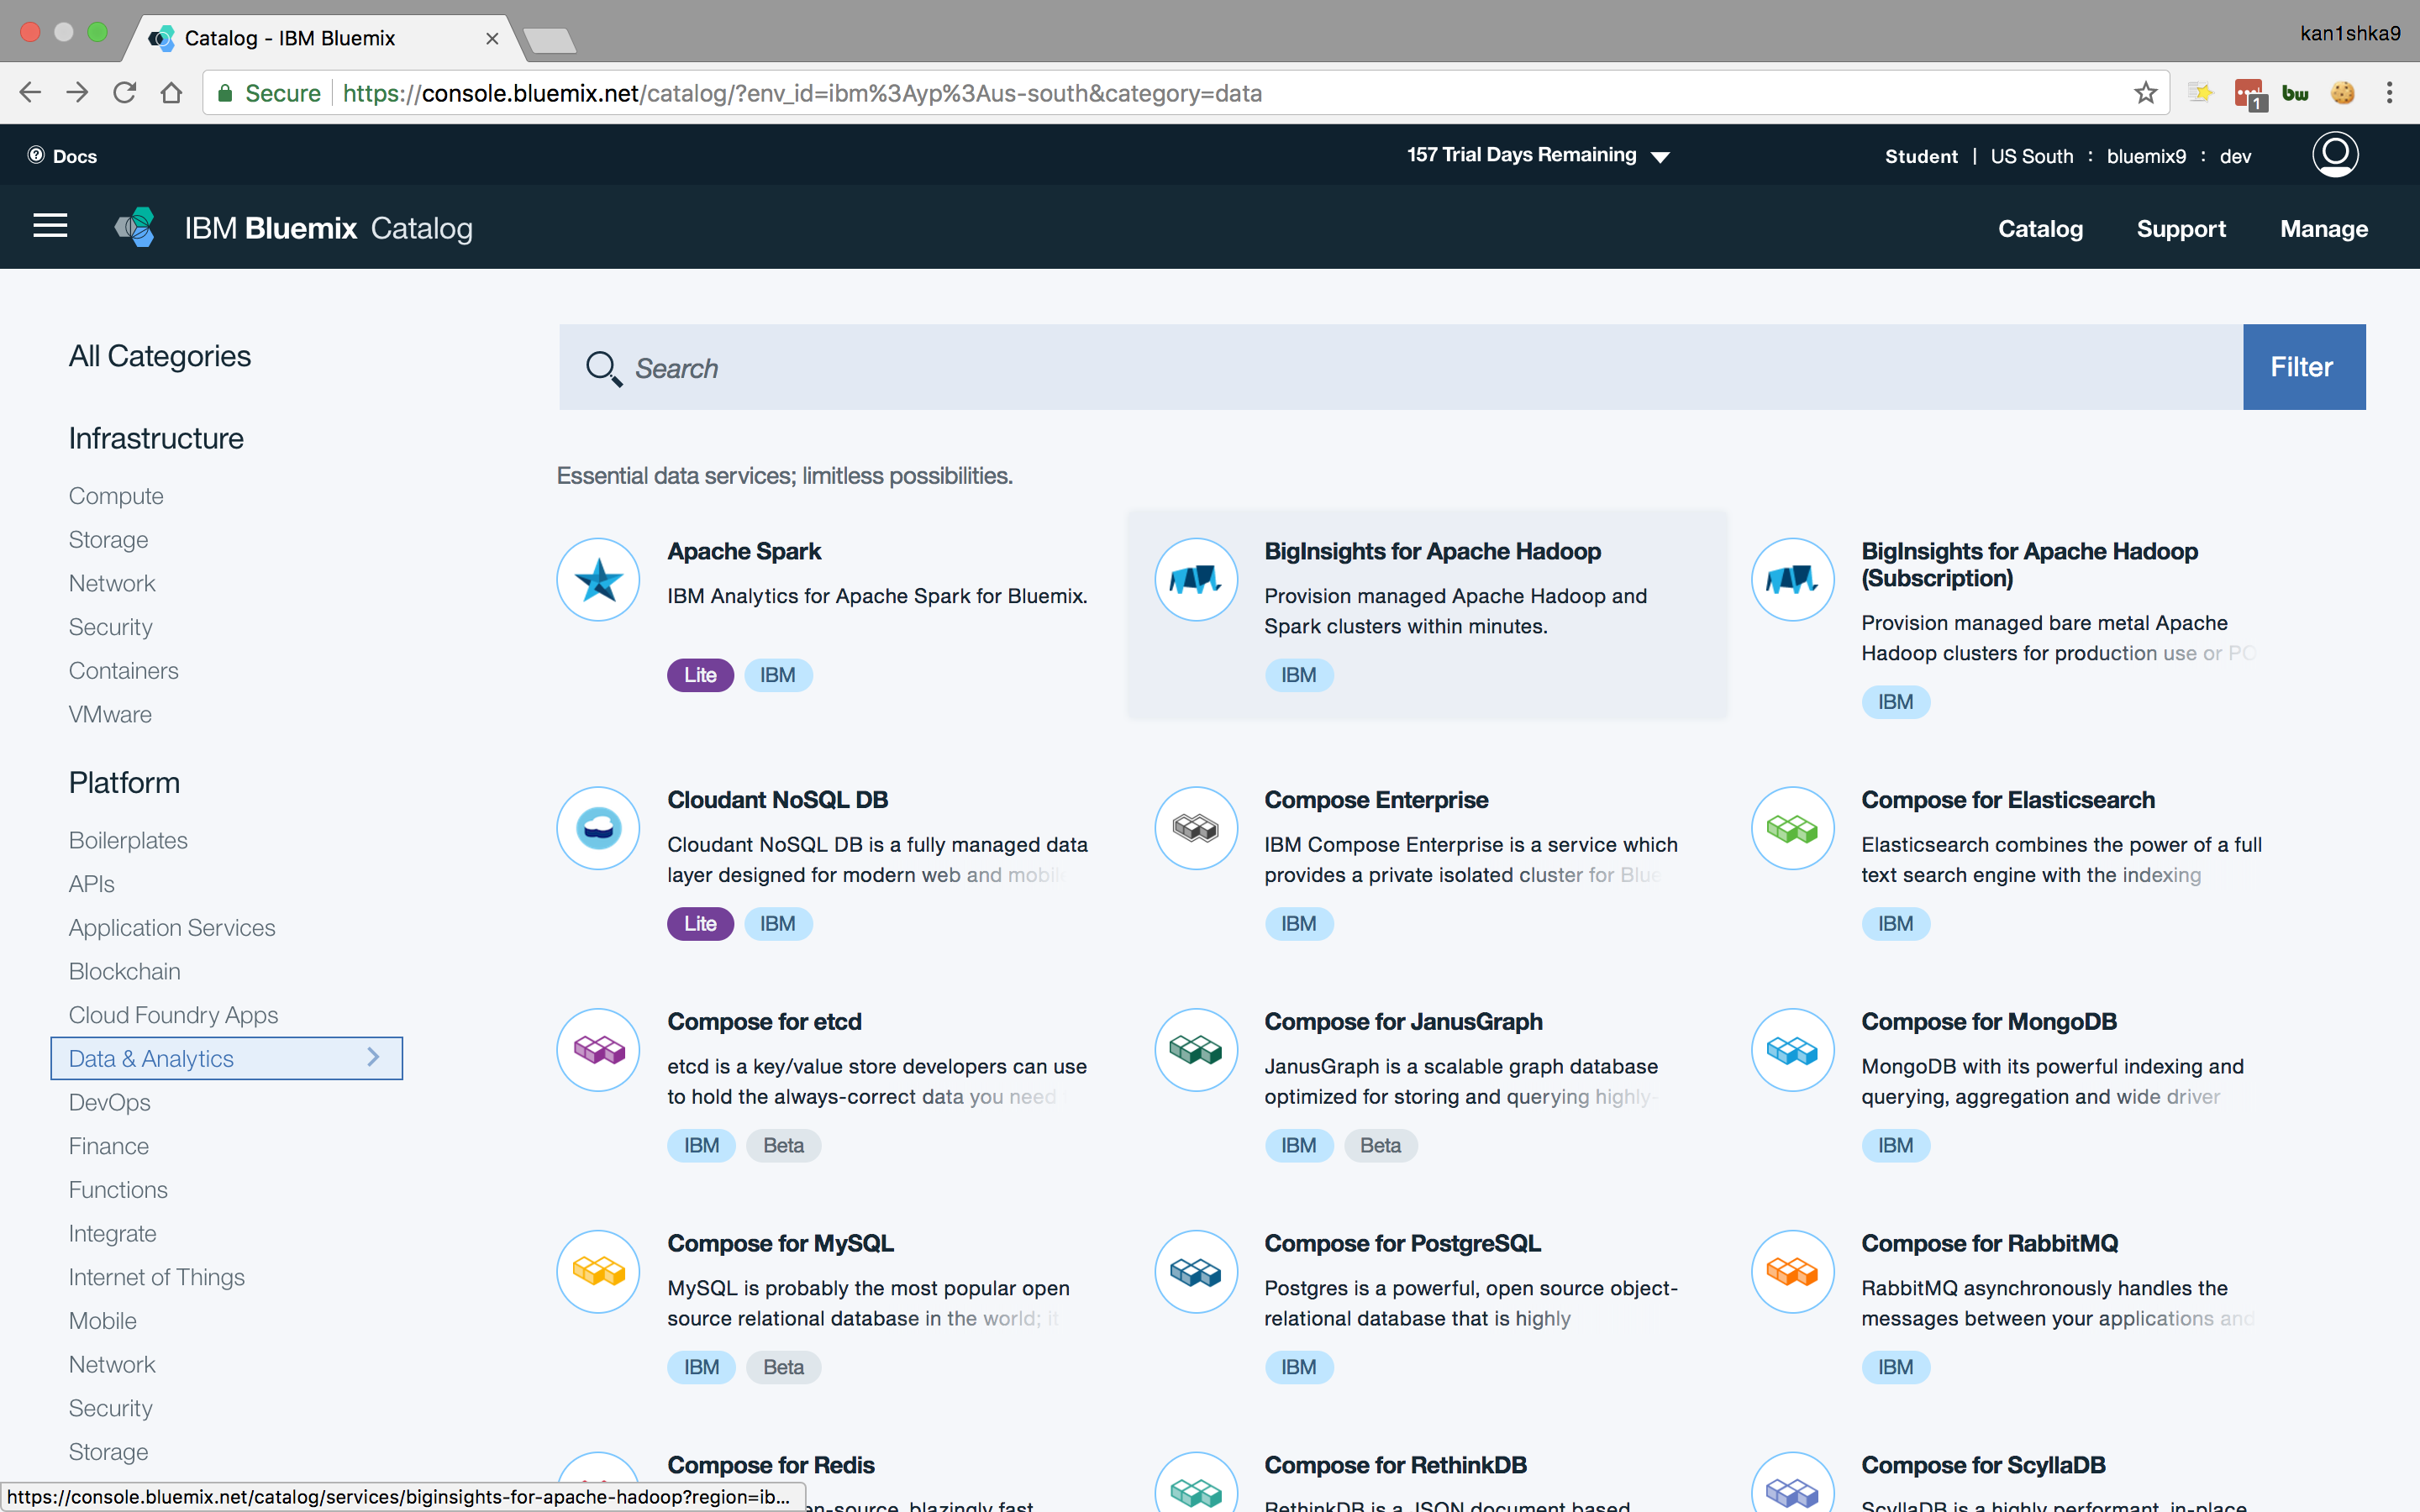 Catalog - IBM Bluemix
kan1shka9
Secure https://console.bluemix.net/catalog/?env_id=ibm%3Ayp%3Aus-south&category=data
1
bw
Docs
157 Trial Days Remaining
Student | US South : bluemix9 : dev
IBM Bluemix Catalog
Catalog
Support
Manage
All Categories
Infrastructure
Compute
Storage
Network
Security
Containers
VMware
Platform
Boilerplates
APIs
Application Services
Blockchain
Cloud Foundry Apps
Data & Analytics
DevOps
Finance
Functions
Integrate
Internet of Things
Mobile
Network
Security
Storage
Search
Filter
Essential data services; limitless possibilities.
Apache Spark
IBM Analytics for Apache Spark for Bluemix.
Lite IBM
BigInsights for Apache Hadoop
Provision managed Apache Hadoop and
Spark clusters within minutes.
IBM
BigInsights for Apache Hadoop
(Subscription)
Provision managed bare metal Apache
Hadoop clusters for production use or PO
IBM
Cloudant NoSQL DB
Cloudant NoSQL DB is a fully managed data
layer designed for modern web and mobile
Lite IBM
Compose Enterprise
IBM Compose Enterprise is a service which
provides a private isolated cluster for Blue
IBM
Compose for Elasticsearch
Elasticsearch combines the power of a full
text search engine with the indexing
IBM
Compose for etcd
etcd is a key/value store developers can use
to hold the always-correct data you need
IBM Beta
Compose for JanusGraph
JanusGraph is a scalable graph database
optimized for storing and querying highly-
IBM Beta
Compose for MongoDB
MongoDB with its powerful indexing and
querying, aggregation and wide driver
IBM
Compose for MySQL
MySQL is probably the most popular open
source relational database in the world; it
IBM Beta
Compose for PostgreSQL
Postgres is a powerful, open source object-
relational database that is highly
IBM
Compose for RabbitMQ
RabbitMQ asynchronously handles the
messages between your applications and
IBM
Compose for Redis
en-source, blazingly fast
Compose for RethinkDB
RethinkDB is a JSON document based
Compose for ScyllaDB
ScyllaDB is a highly performant, in-place
https://console.bluemix.net/catalog/services/biginsights-for-apache-hadoop?region=ib...